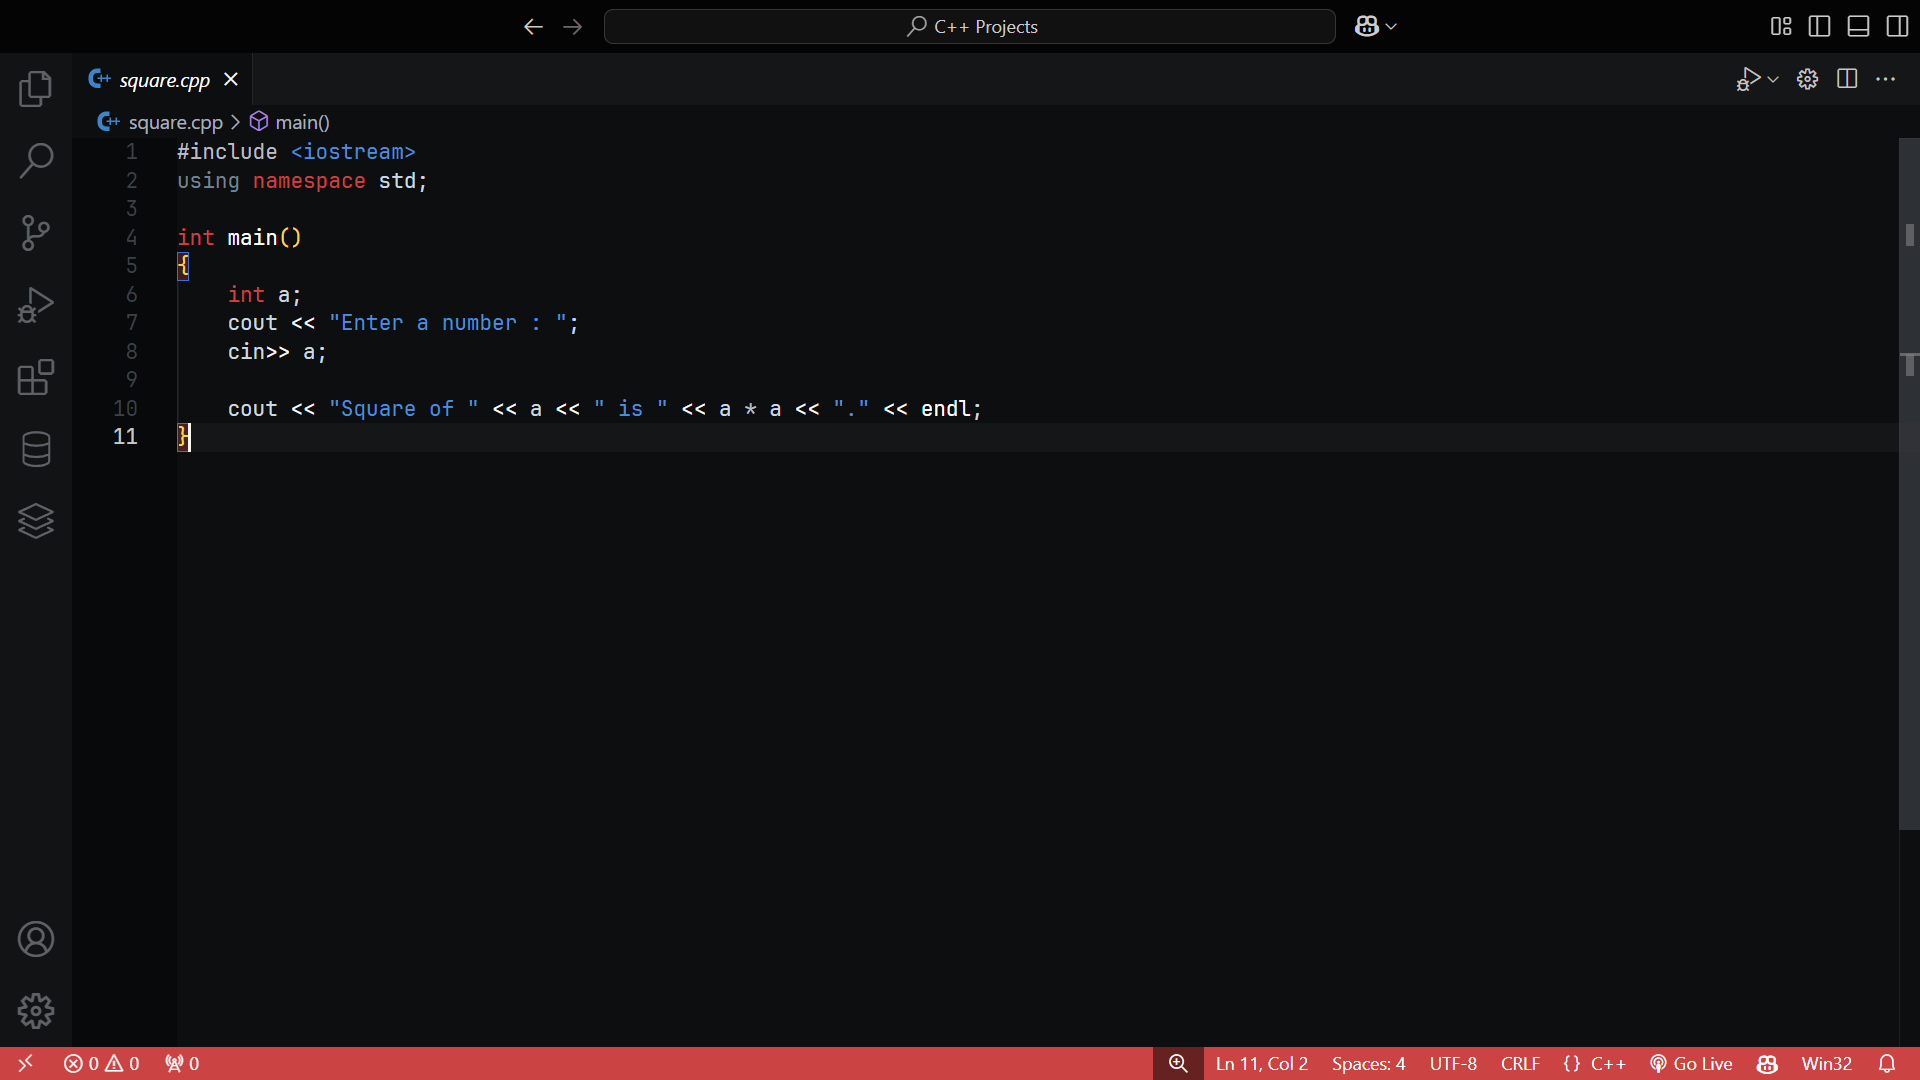 C++ Projects
square.cpp
square.cpp > main()
1 #include <iostream>
2 using namespace std;
3
4 int main()
5 {
6     int a;
7     cout << "Enter a number : ";
8     cin>> a;
9
10     cout << "Square of " << a << " is " << a * a << "." << endl;
11 }
0 0 0 Ln 11, Col 2 Spaces: 4 UTF-8 CRLF {} C++ Go Live Win32